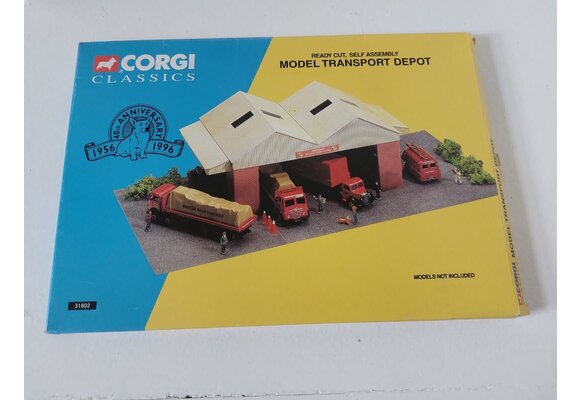 CORGI
CLASSICS
READY CUT, SELF ASSEMBLY
MODEL TRANSPORT DEPOT
40th ANNIVERSARY
1956 1996
MODELS NOT INCLUDED
31802
CORGI MODEL TRANSPORT DEPOT